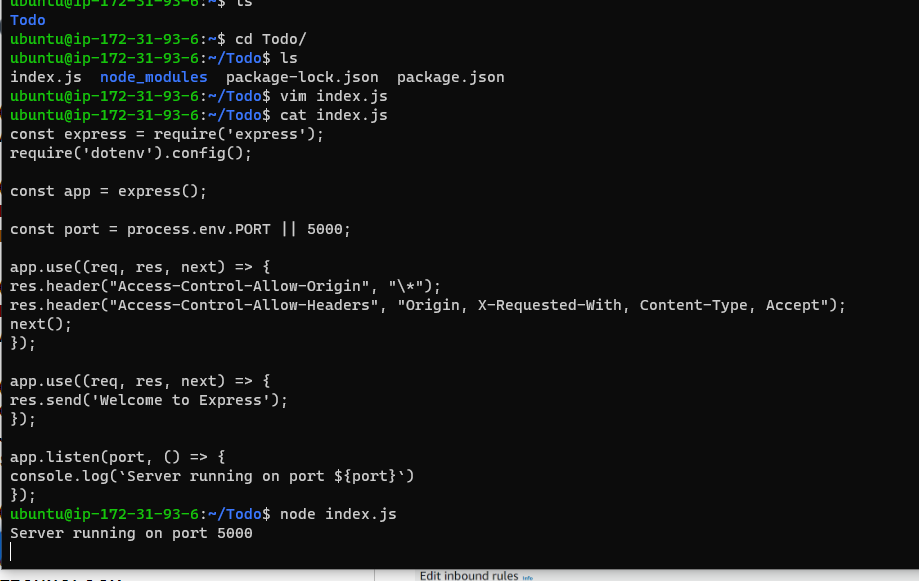 ubuntu@ip-172-31-93-6:~$ ls
Todo
ubuntu@ip-172-31-93-6:~$ cd Todo/
ubuntu@ip-172-31-93-6:~/Todo$ ls
index.js  node_modules  package-lock.json  package.json
ubuntu@ip-172-31-93-6:~/Todo$ vim index.js
ubuntu@ip-172-31-93-6:~/Todo$ cat index.js
const express = require('express');
require('dotenv').config();

const app = express();

const port = process.env.PORT || 5000;

app.use((req, res, next) => {
res.header("Access-Control-Allow-Origin", "\*");
res.header("Access-Control-Allow-Headers", "Origin, X-Requested-With, Content-Type, Accept");
next();
});

app.use((req, res, next) => {
res.send('Welcome to Express');
});

app.listen(port, () => {
console.log(`Server running on port ${port}`)
});
ubuntu@ip-172-31-93-6:~/Todo$ node index.js
Server running on port 5000
Edit inbound rules Info